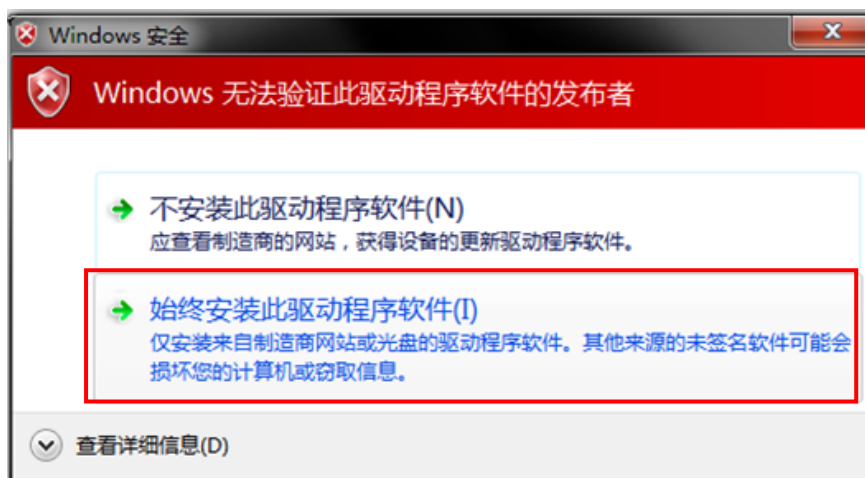 Windows 安全
Windows 无法验证此驱动程序软件的发布者
不安装此驱动程序软件(N)
应查看制造商的网站，获得设备的更新驱动程序软件。
始终安装此驱动程序软件(I)
仅安装来自制造商网站或光盘的驱动程序软件。其他来源的未签名软件可能会
损坏您的计算机或窃取信息。
查看详细信息(D)